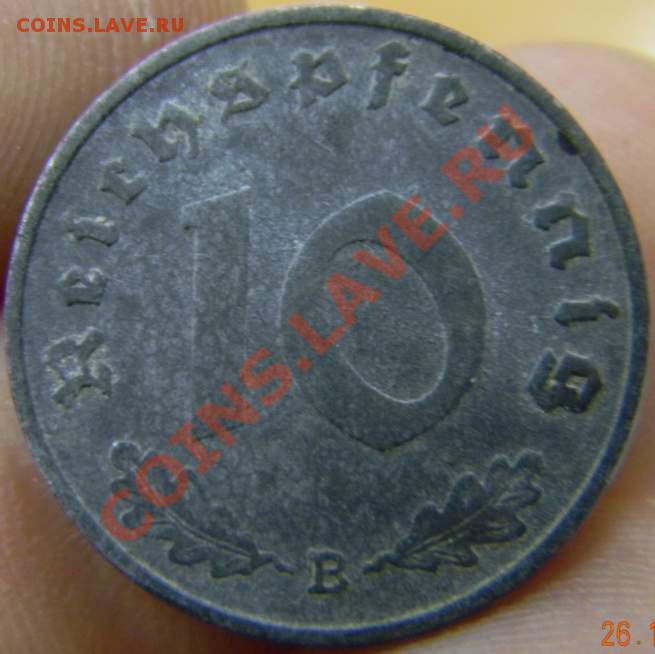 COINS.LAVE.RU
Reichspfennig
10
B
COINS.LAVE.RU
26.1